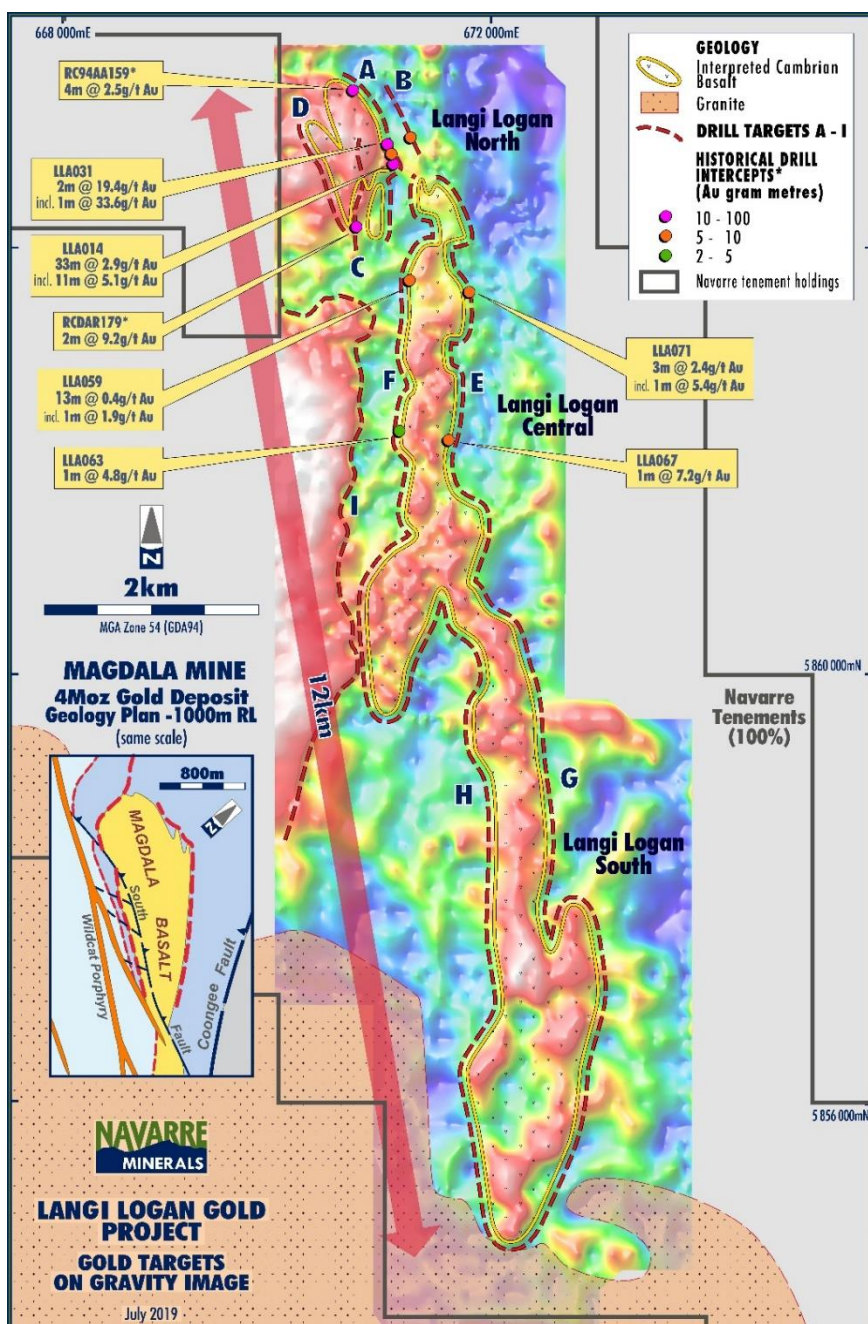 668 000mE
672 000mE
GEOLOGY
Interpreted Cambrian
Basalt
Granite
DRILL TARGETS A - I
HISTORICAL DRILL
INTERCEPTS*
(Au gram metres)
10 - 100
5 - 10
2 - 5
Navarre tenement holdings
RC94AA159*
4m @ 2.5g/t Au
A
B
D
Langi Logan
North
LLA031
2m @ 19.4g/t Au
incl. 1m @ 33.6g/t Au
LLA014
33m @ 2.9g/t Au
incl. 11m @ 5.1g/t Au
C
RCDAR179*
2m @ 9.2g/t Au
LLA059
13m @ 0.4g/t Au
incl. 1m @ 1.9g/t Au
LLA071
3m @ 2.4g/t Au
incl. 1m @ 5.4g/t Au
F
E
Langi Logan
Central
LLA063
1m @ 4.8g/t Au
LLA067
1m @ 7.2g/t Au
I
N
2km
MGA Zone 54 (GDA94)
12km
5 860 000mN
Navarre
Tenements
(100%)
MAGDALA MINE
4Moz Gold Deposit
Geology Plan -1000m RL
(same scale)
800m
N
MAGDALA
BASALT
South
Fault
Wildcat Porphyry
Coongee Fault
H
G
Langi Logan
South
5 856 000mN
NAVARRE
MINERALS
LANGI LOGAN GOLD
PROJECT
GOLD TARGETS
ON GRAVITY IMAGE
July 2019